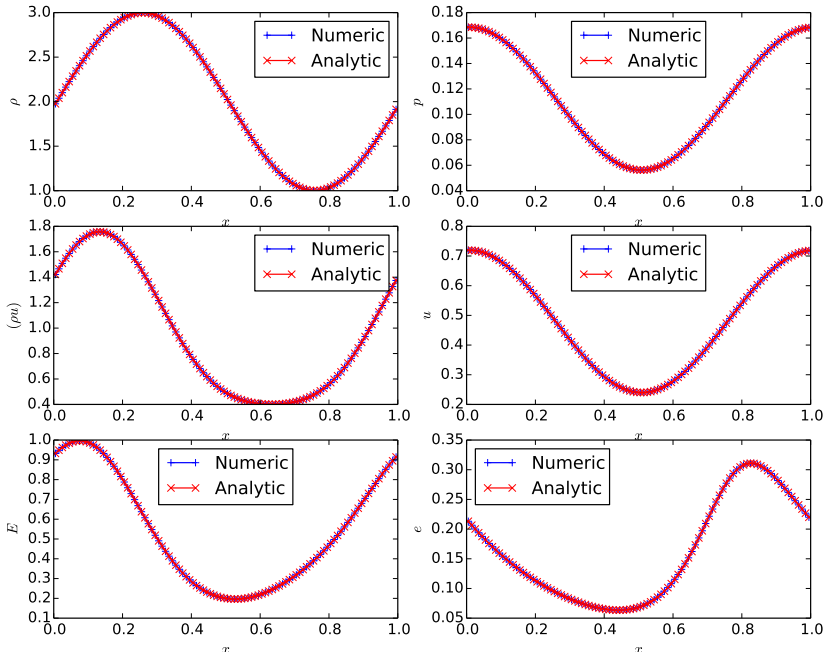 3.0
2.5
2.0
1.5
1.0
ρ
0.0 0.2 0.4 0.6 0.8 1.0
x
Numeric
Analytic
0.18
0.16
0.14
0.12
0.10
0.08
0.06
0.04
p
0.0 0.2 0.4 0.6 0.8 1.0
x
Numeric
Analytic
1.8
1.6
1.4
1.2
1.0
0.8
0.6
0.4
(ρu)
0.0 0.2 0.4 0.6 0.8 1.0
x
Numeric
Analytic
0.8
0.7
0.6
0.5
0.4
0.3
0.2
u
0.0 0.2 0.4 0.6 0.8 1.0
x
Numeric
Analytic
1.0
0.9
0.8
0.7
0.6
0.5
0.4
0.3
0.2
0.1
E
0.0 0.2 0.4 0.6 0.8 1.0
x
Numeric
Analytic
0.35
0.30
0.25
0.20
0.15
0.10
0.05
e
0.0 0.2 0.4 0.6 0.8 1.0
x
Numeric
Analytic